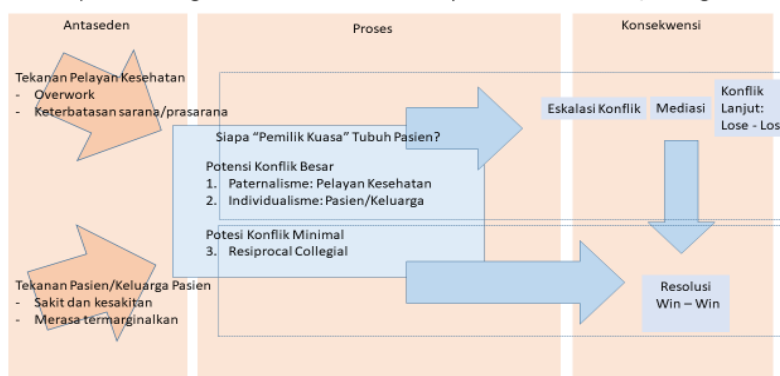 Antaseden
Proses
Konsekwensi
Tekanan Pelayan Kesehatan
- Overwork
- Keterbatasan sarana/prasarana
Siapa "Pemilik Kuasa" Tubuh Pasien?
Potensi Konflik Besar
1. Paternalisme: Pelayan Kesehatan
2. Individualisme: Pasien/Keluarga
Potesi Konflik Minimal
3. Resiprocal Collegial
Tekanan Pasien/Keluarga Pasien
- Sakit dan kesakitan
- Merasa termarginalkan
Eskalasi Konflik
Mediasi
Konflik
Lanjut:
Lose - Los
Resolusi
Win – Win